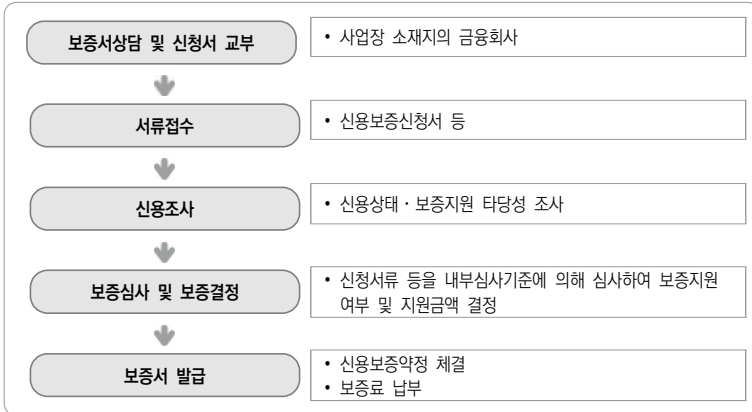 보증서상담 및 신청서 교부
• 사업장 소재지의 금융회사
서류접수
• 신용보증신청서 등
신용조사
• 신용상태・보증지원 타당성 조사
보증심사 및 보증결정
• 신청서류 등을 내부심사기준에 의해 심사하여 보증지원
여부 및 지원금액 결정
보증서 발급
• 신용보증약정 체결
• 보증료 납부